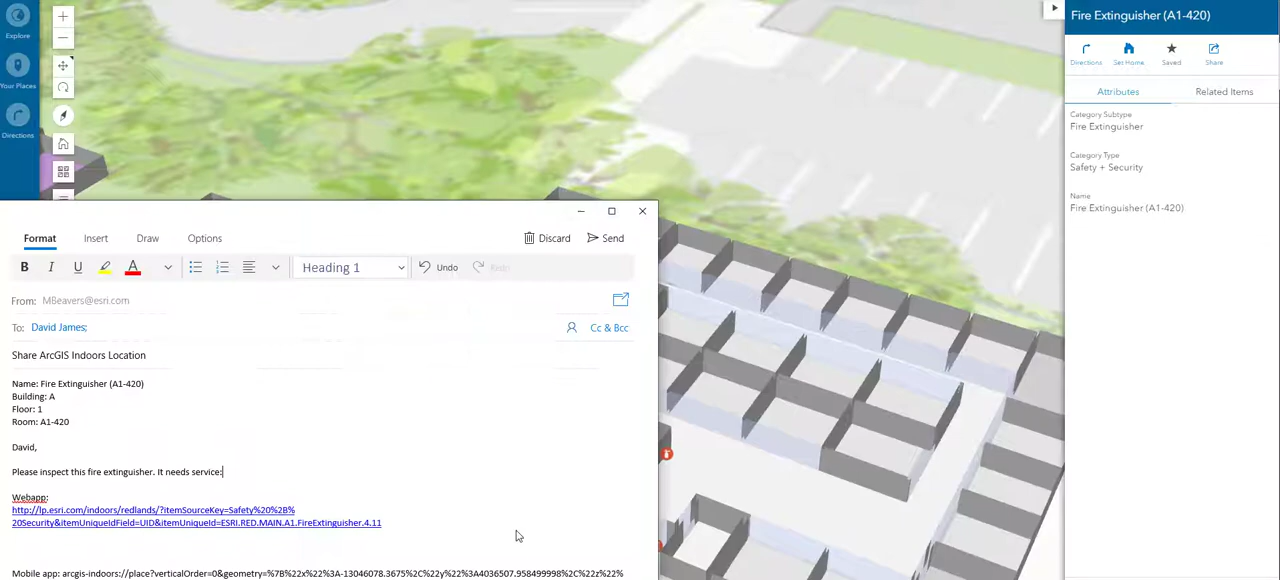 Explore
Your Places
Directions
Fire Extinguisher (A1-420)
Directions
Set Home
Saved
Share
Attributes
Related Items
Category Subtype
Fire Extinguisher
Category Type
Safety + Security
Name
Fire Extinguisher (A1-420)
Format Insert Draw Options
Discard
Send
B I U A
Heading 1
Undo
Redo
From: MBeavers@esri.com
To: David James;
Cc & Bcc
Share ArcGIS Indoors Location
Name: Fire Extinguisher (A1-420)
Building: A
Floor: 1
Room: A1-420
David,
Please inspect this fire extinguisher. It needs service:
Webapp:
http://lp.esri.com/indoors/redlands/?itemSourceKey=Safety%20%2B%
20Security&itemUniqueIdField=UID&itemUniqueId=ESRI.RED.MAIN.A1.FireExtinguisher.4.11
Mobile app: arcgis-indoors://place?verticalOrder=0&geometry=%7B%22x%22%3A-13046078.3675%2C%22y%22%3A4036507.958499998%2C%22z%22%